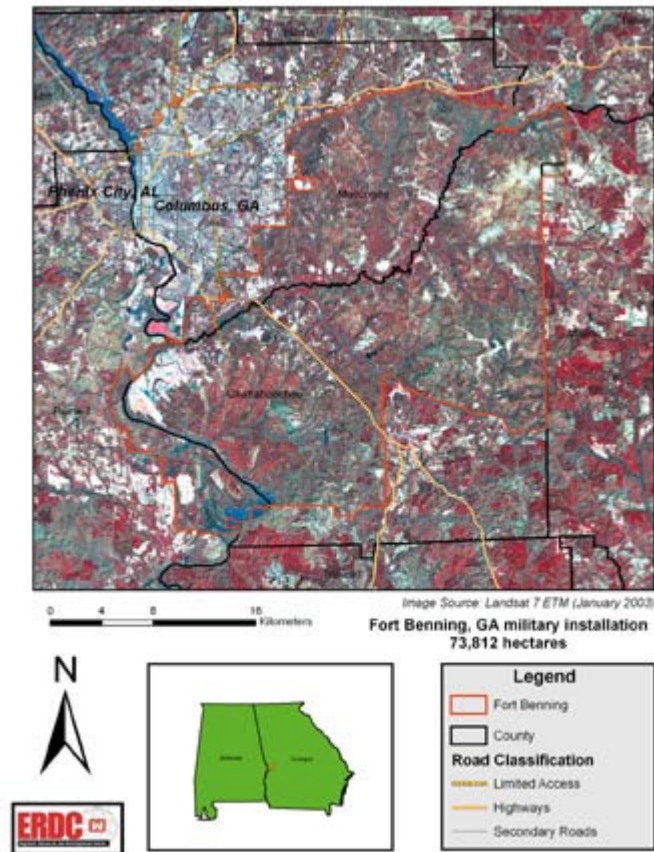 Phenix City, AL
Columbus, GA
Muscogee
Chattahoochee
Image Source: Landsat 7 ETM (January 2003)
0 4 8 16
Kilometers
Fort Benning, GA military installation
73,812 hectares
N
Legend
Fort Benning
County
Road Classification
Limited Access
Highways
Secondary Roads
Alabama
Georgia
ERDC